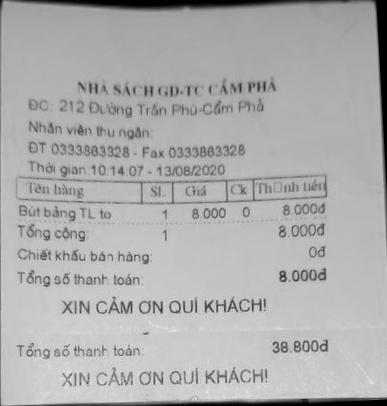 NHÀ SÁCH GD-TC CẨM PHẢ
ĐC: 212 Đường Trần Phú-Cẩm Phả
Nhân viên thu ngân:
ĐT 0333863328 - Fax 0333863328
Thời gian:10:14:07 - 13/08/2020
Tên hàng SL Giá Ck Th□nh tiền
Bút bảng TL to 1 8.000 0 8.000đ
Tổng cộng: 1 8.000đ
Chiết khấu bán hàng: 0đ
Tổng số thanh toán: 8.000đ
XIN CẢM ƠN QUÍ KHÁCH!
Tổng số thanh toán: 38.800đ
XIN CẢM ƠN QUÍ KHÁCH!